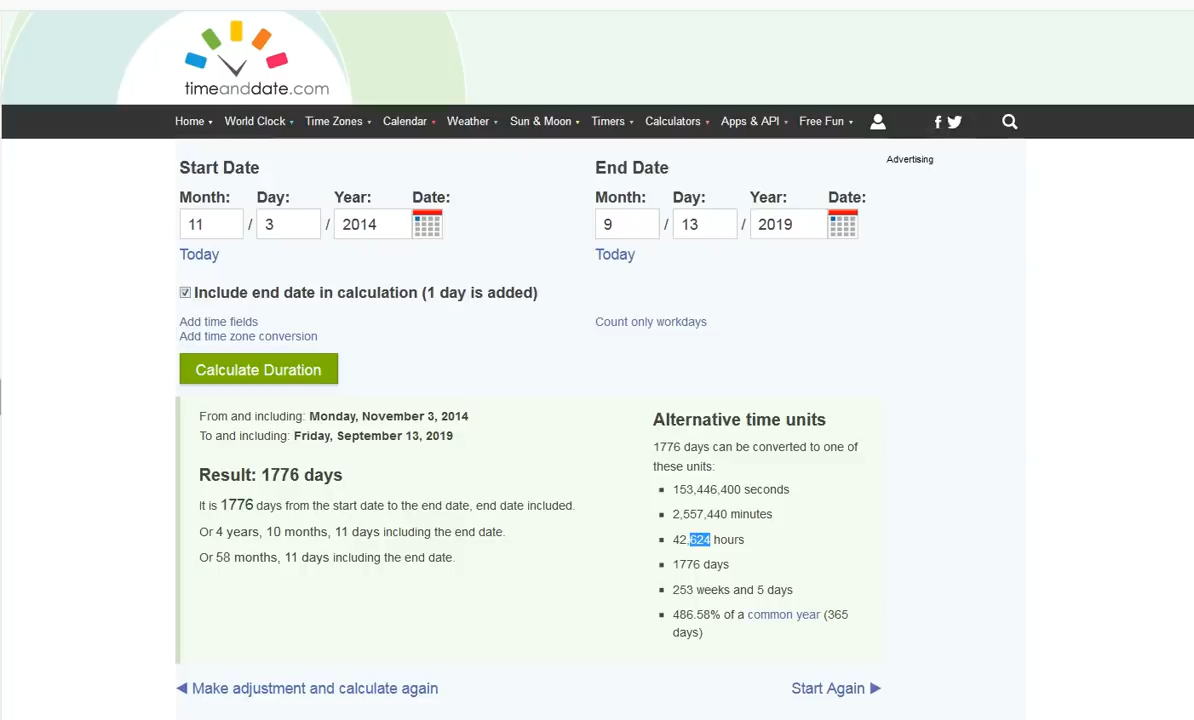 timeanddate.com
Home World Clock Time Zones Calendar Weather Sun & Moon Timers Calculators Apps & API Free Fun
Advertising
Start Date
Month: Day: Year: Date:
11 / 3 / 2014
Today
End Date
Month: Day: Year: Date:
9 / 13 / 2019
Today
Include end date in calculation (1 day is added)
Add time fields
Add time zone conversion
Count only workdays
Calculate Duration
From and including: Monday, November 3, 2014
To and including: Friday, September 13, 2019
Result: 1776 days
It is 1776 days from the start date to the end date, end date included.
Or 4 years, 10 months, 11 days including the end date.
Or 58 months, 11 days including the end date.
Alternative time units
1776 days can be converted to one of
these units:
153,446,400 seconds
2,557,440 minutes
42,624 hours
1776 days
253 weeks and 5 days
486.58% of a common year (365
days)
Make adjustment and calculate again
Start Again